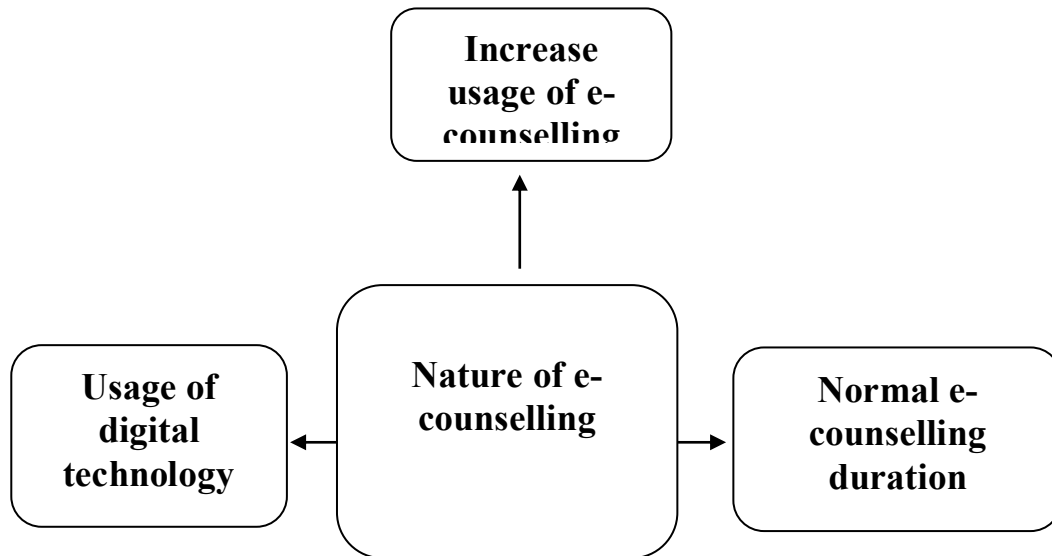 Increase
usage of e-
counselling
Nature of e-
counselling
Usage of
digital
technology
Normal e-
counselling
duration